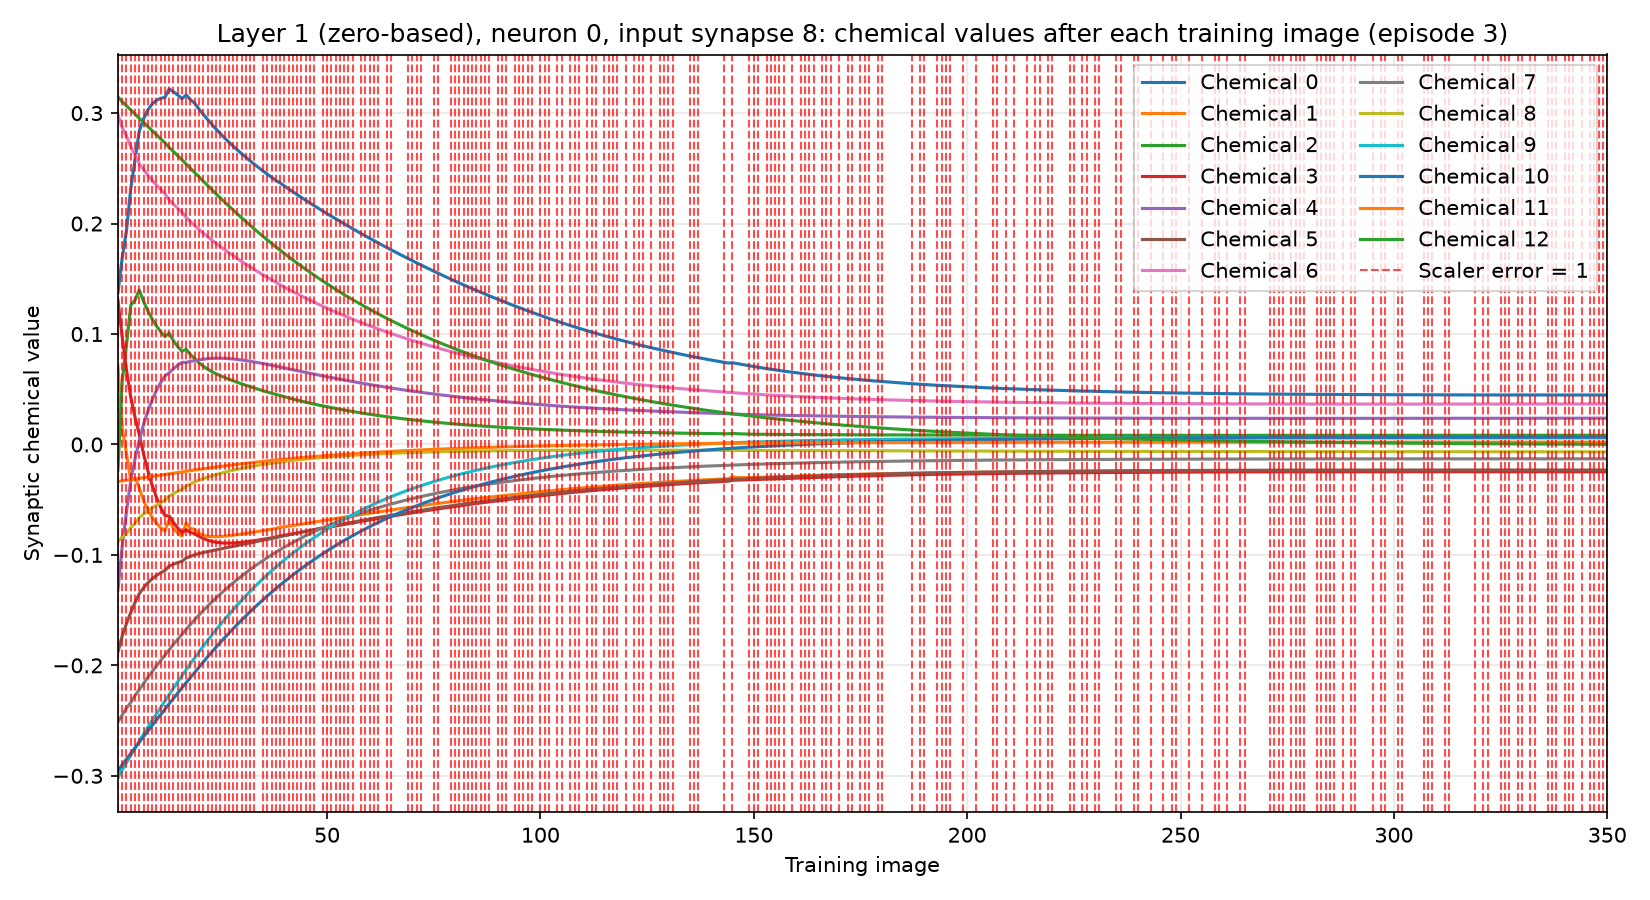 Layer 1 (zero-based), neuron 0, input synapse 8: chemical values after each training image (episode 3)
Chemical 0
Chemical 1
Chemical 2
Chemical 3
Chemical 4
Chemical 5
Chemical 6
Chemical 7
Chemical 8
Chemical 9
Chemical 10
Chemical 11
Chemical 12
Scaler error = 1
Synaptic chemical value
0.3
0.2
0.1
0.0
−0.1
−0.2
−0.3
50
100
150
200
250
300
350
Training image